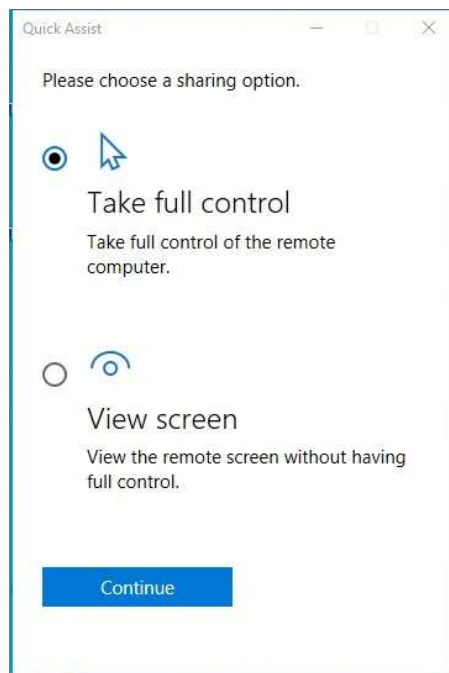 Quick Assist
Please choose a sharing option.
Take full control
Take full control of the remote
computer.
View screen
View the remote screen without having
full control.
Continue